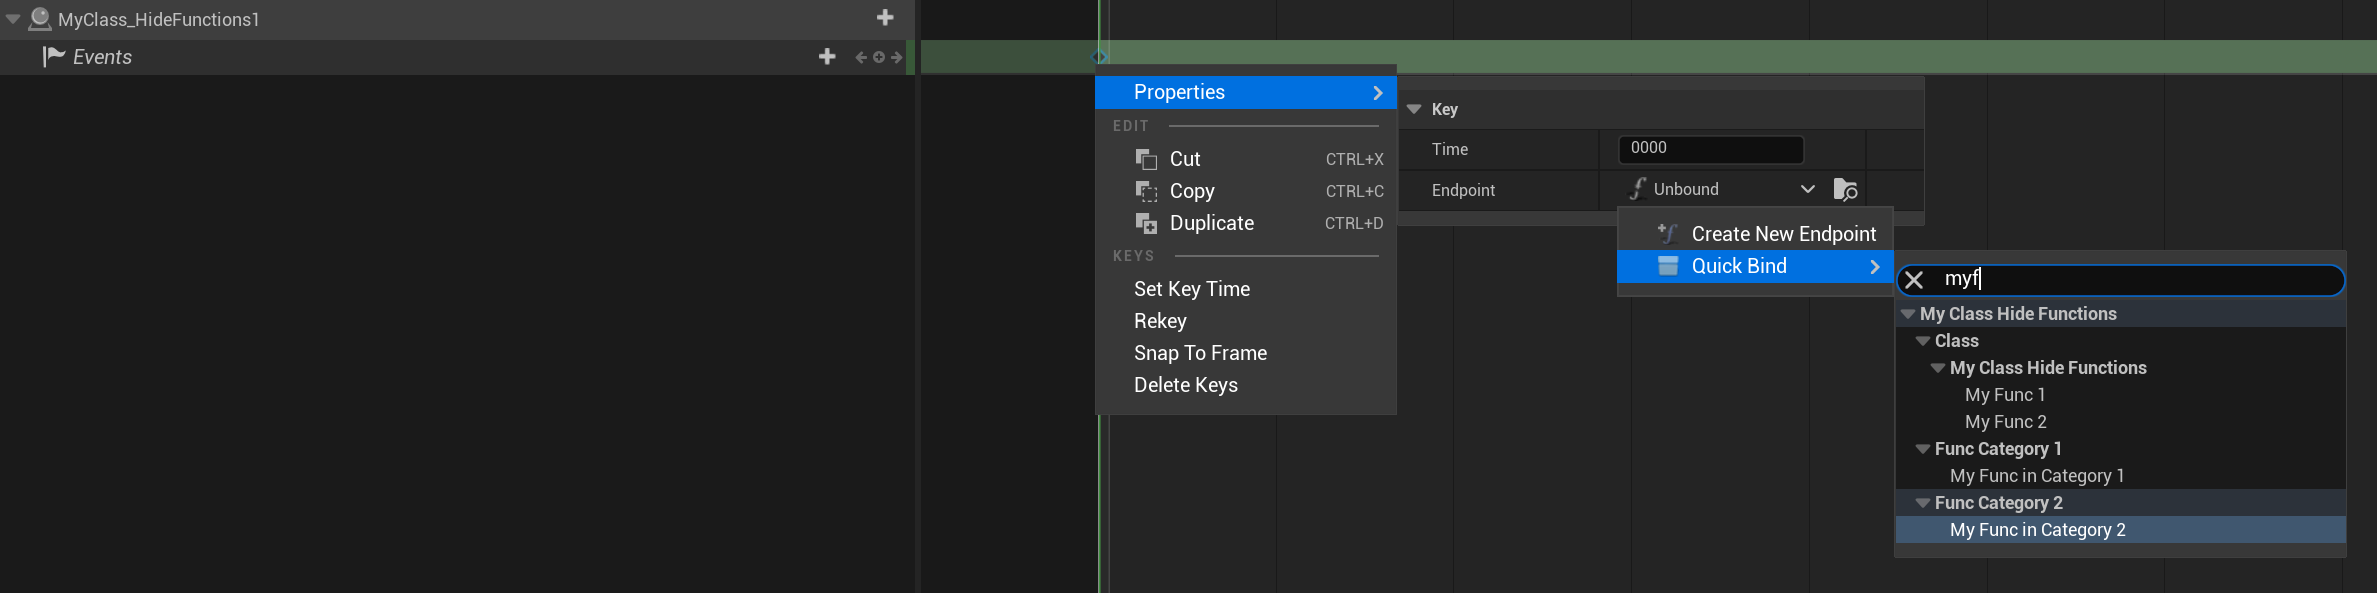 MyClass_HideFunctions1
Events
Properties
EDIT
Cut CTRL+X
Copy CTRL+C
Duplicate CTRL+D
KEYS
Set Key Time
Rekey
Snap To Frame
Delete Keys
Key
Time 0000
Endpoint Unbound
Create New Endpoint
Quick Bind
myf
My Class Hide Functions
Class
My Class Hide Functions
My Func 1
My Func 2
Func Category 1
My Func in Category 1
Func Category 2
My Func in Category 2